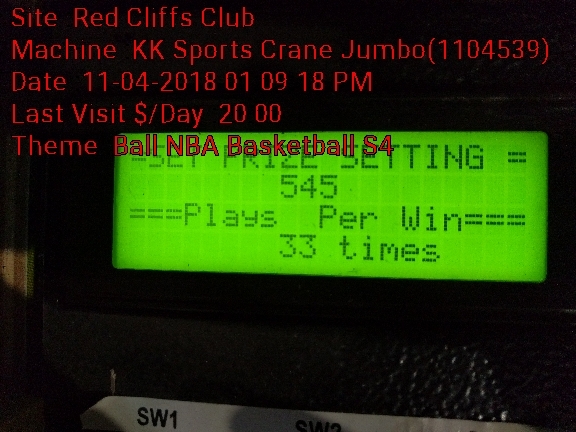 Site Red Cliffs Club
Machine KK Sports Crane Jumbo(1104539)
Date 11-04-2018 01 09 18 PM
Last Visit $/Day 20 00
Theme Ball NBA Basketball S4
=SET PRIZE SETTING =
545
===Plays Per Win===
33 times
SW1
SW2